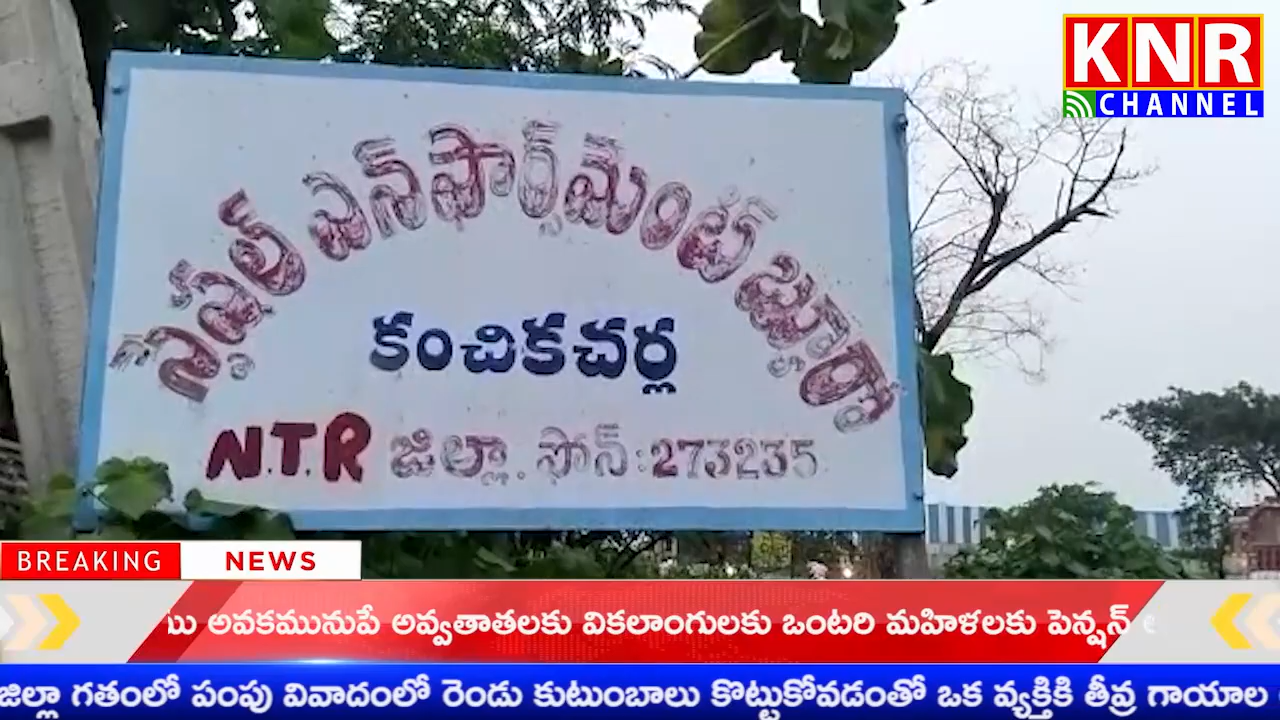 KNR
CHANNEL
స్పెషల్ ఎన్‌ఫోర్స్‌మెంట్ బ్యూరో
కంచికచర్ల
N.T.R జిల్లా. ఫోన్: 273235
BREAKING NEWS
అవకమునుపే అవ్వతాతలకు వికలాంగులకు ఒంటరి మహిళలకు పెన్షన్
జిల్లా గతంలో పంపు వివాదంలో రెండు కుటుంబాలు కొట్టుకోవడంతో ఒక వ్యక్తికి తీవ్ర గాయాల